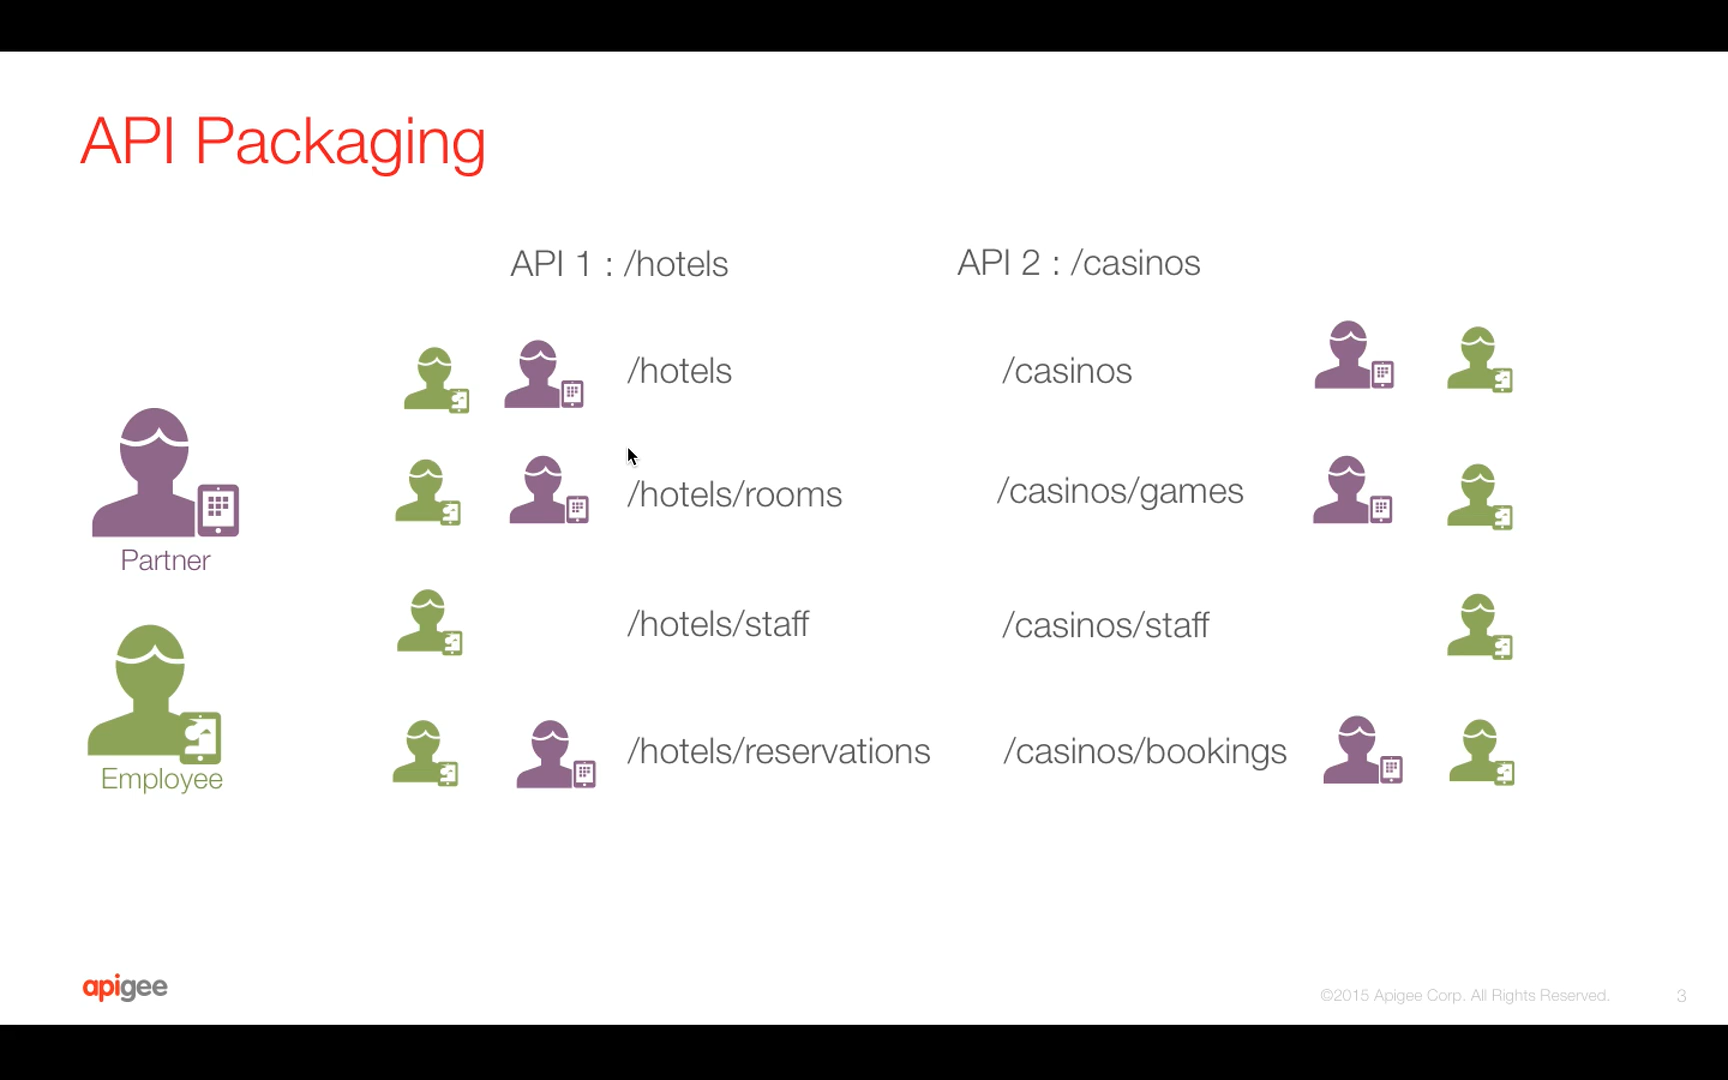 API Packaging
API 1 : /hotels
API 2 : /casinos
/hotels
/casinos
/hotels/rooms
/casinos/games
Partner
/hotels/staff
/casinos/staff
/hotels/reservations
/casinos/bookings
Employee
apigee
©2015 Apigee Corp. All Rights Reserved.
3